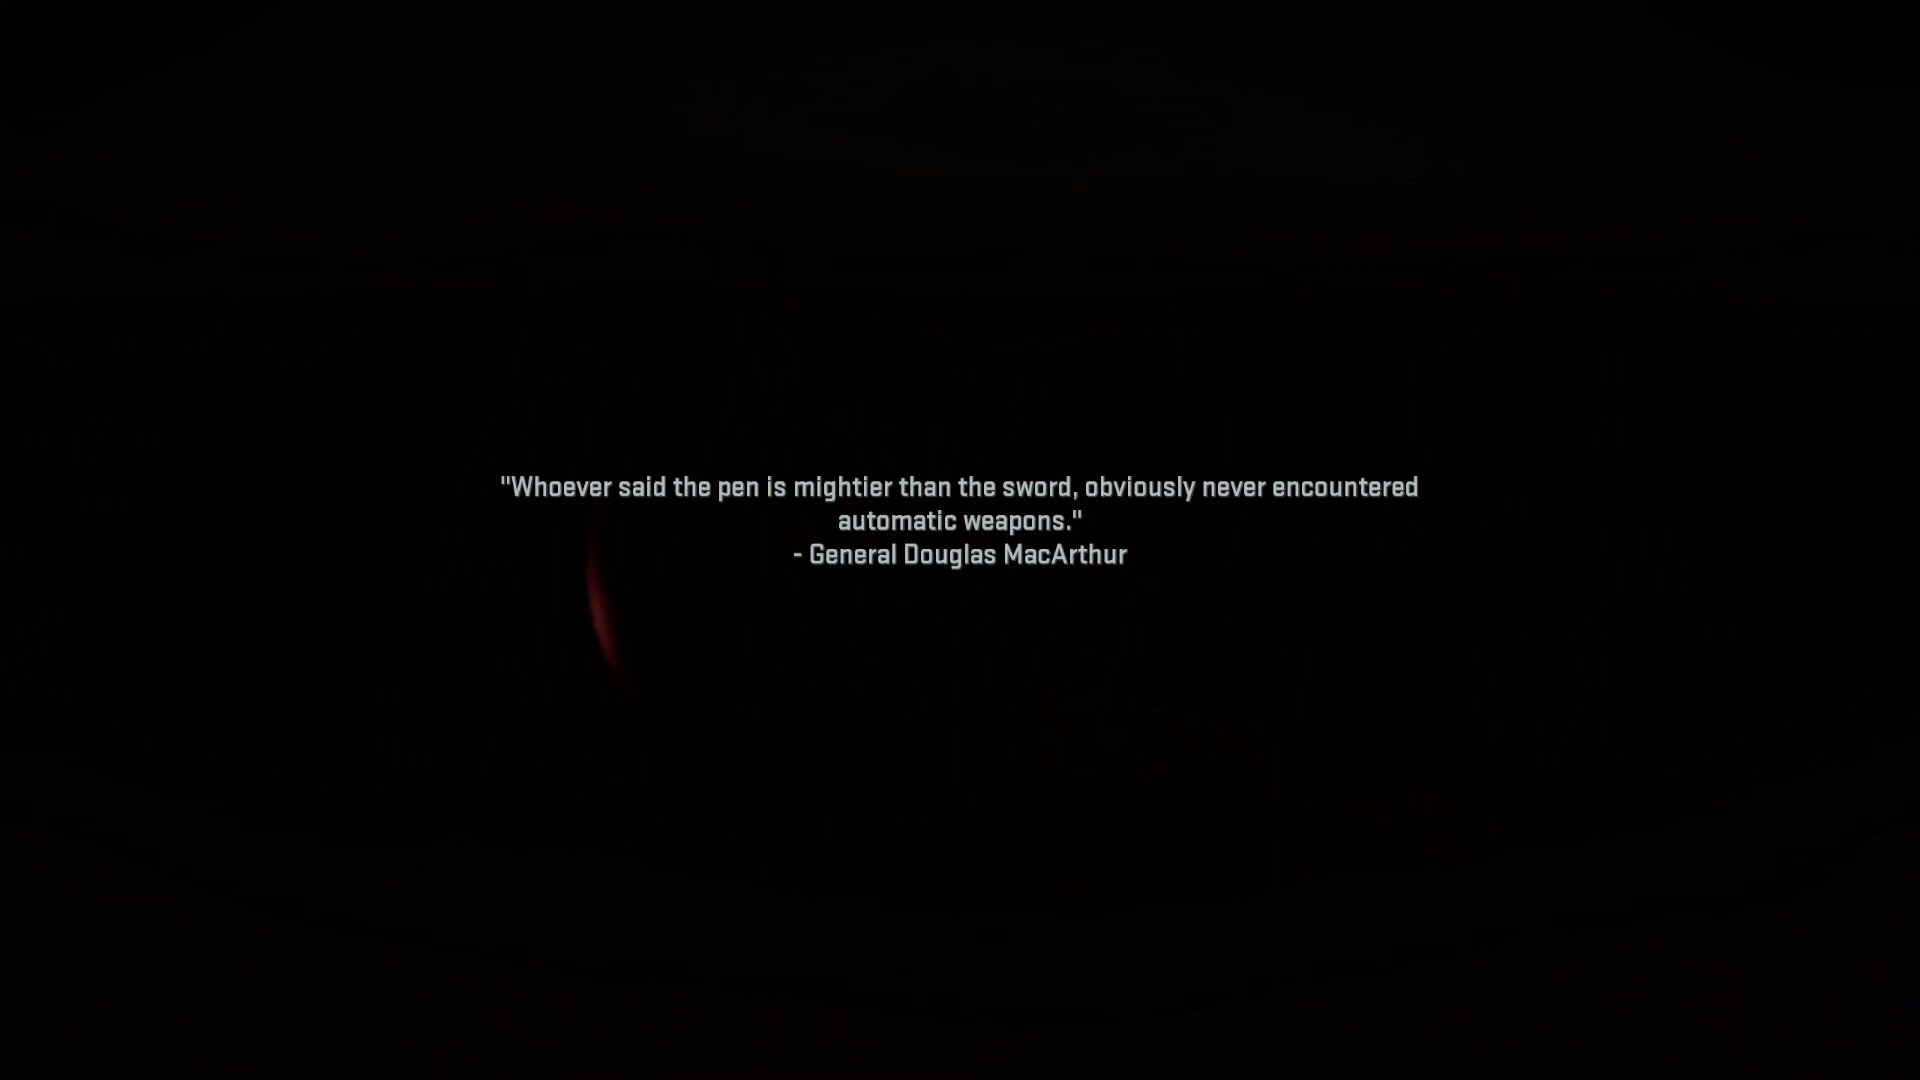 "Whoever said the pen is mightier than the sword, obviously never encountered
automatic weapons."
- General Douglas MacArthur